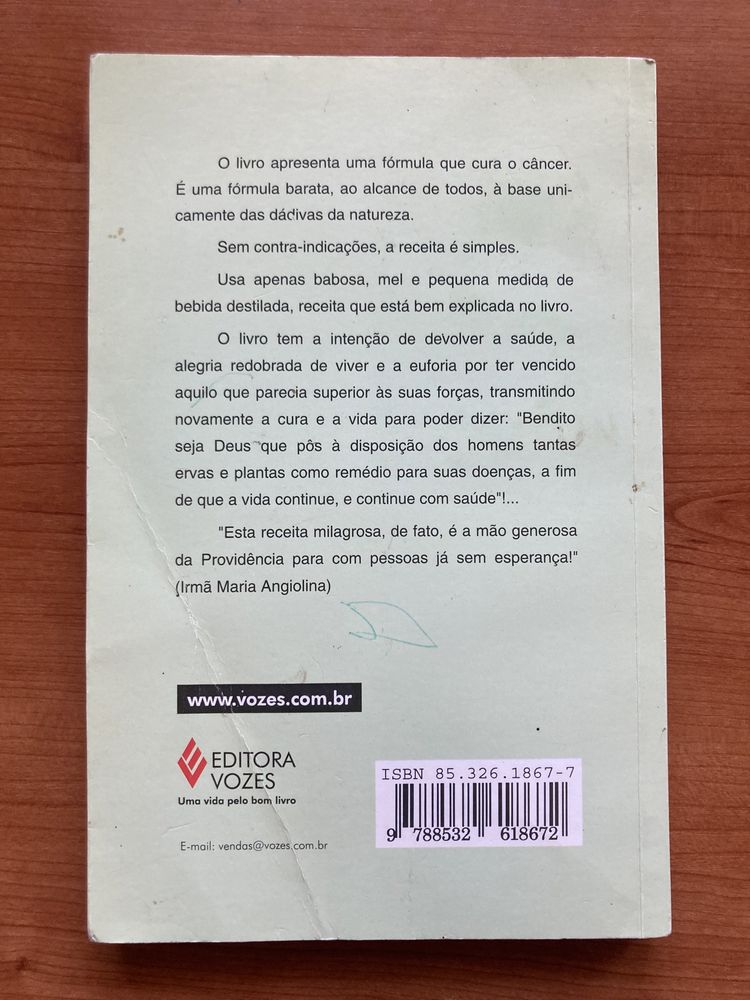 O livro apresenta uma fórmula que cura o câncer.
É uma fórmula barata, ao alcance de todos, à base uni-
camente das dádivas da natureza.
Sem contra-indicações, a receita é simples.
Usa apenas babosa, mel e pequena medida de
bebida destilada, receita que está bem explicada no livro.
O livro tem a intenção de devolver a saúde, a
alegria redobrada de viver e a euforia por ter vencido
aquilo que parecia superior às suas forças, transmitindo
novamente a cura e a vida para poder dizer: "Bendito
seja Deus que pôs à disposição dos homens tantas
ervas e plantas como remédio para suas doenças, a fim
de que a vida continue, e continue com saúde"!...
"Esta receita milagrosa, de fato, é a mão generosa
da Providência para com pessoas já sem esperança!"
(Irmã Maria Angiolina)
www.vozes.com.br
EDITORA
VOZES
Uma vida pelo bom livro
E-mail: vendas@vozes.com.br
ISBN 85.326.1867-7
9 788532 618672